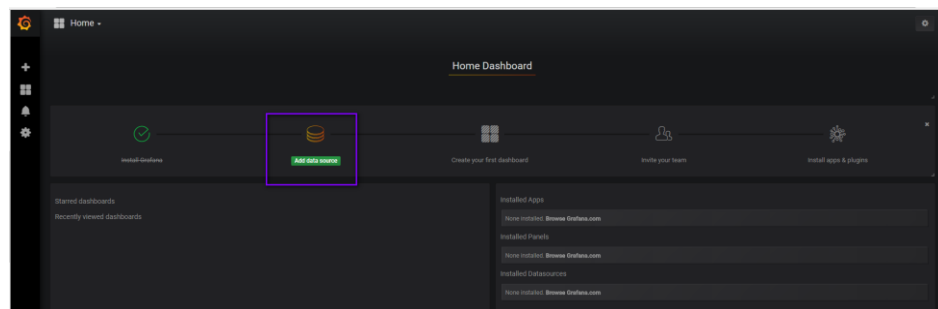 Home
Home Dashboard
Install Grafana
Add data source
Create your first dashboard
Invite your team
Install apps & plugins
Starred dashboards
Recently viewed dashboards
Installed Apps
None installed. Browse Grafana.com
Installed Panels
None installed. Browse Grafana.com
Installed Datasources
None installed. Browse Grafana.com